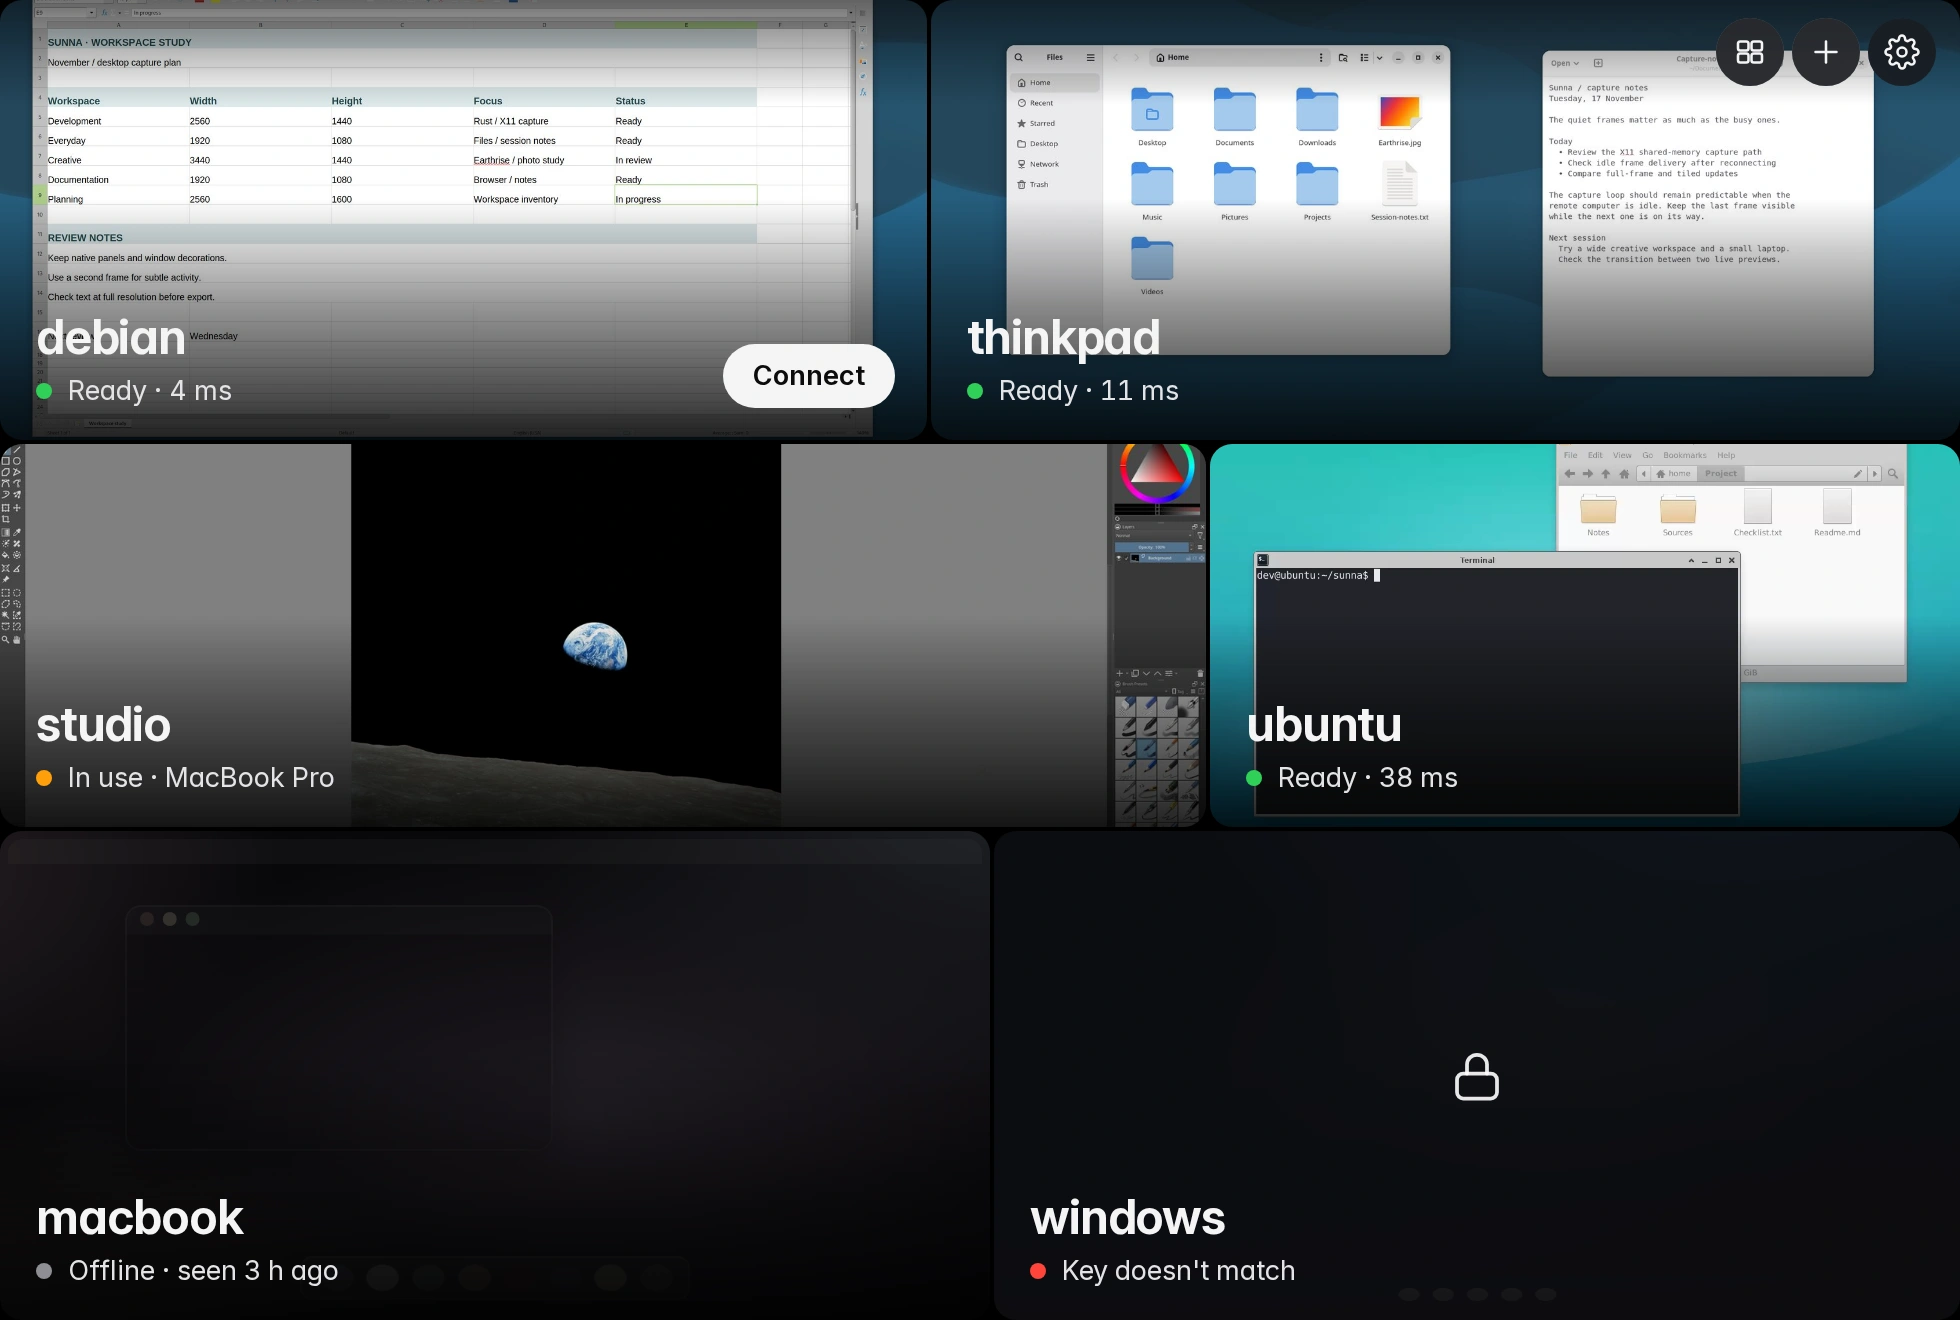 E9
In progress
A B C D E F G
SUNNA · WORKSPACE STUDY
November / desktop capture plan
Workspace Width Height Focus Status
Development 2560 1440 Rust / X11 capture Ready
Everyday 1920 1080 Files / session notes Ready
Creative 3440 1440 Earthrise / photo study In review
Documentation 1920 1080 Browser / notes Ready
Planning 2560 1600 Workspace inventory In progress
REVIEW NOTES
Keep native panels and window decorations.
Use a second frame for subtle activity.
Check text at full resolution before export.
Wednesday
debian
Ready · 4 ms
Connect
Workspace study
Files
Home
Home
Recent
Starred
Desktop
Network
Trash
Desktop Documents Downloads Earthrise.jpg
Music Pictures Projects Session-notes.txt
Videos
thinkpad
Ready · 11 ms
Open
Sunna / capture notes
Tuesday, 17 November
The quiet frames matter as much as the busy ones.
Today
• Review the X11 shared-memory capture path
• Check idle frame delivery after reconnecting
• Compare full-frame and tiled updates
The capture loop should remain predictable when the
remote computer is idle. Keep the last frame visible
while the next one is on its way.
Next session
Try a wide creative workspace and a small laptop.
Check the transition between two live previews.
Layers
Normal
Opacity 100%
Background
studio
In use · MacBook Pro
File Edit View Go Bookmarks Help
home Project
Notes Sources Checklist.txt Readme.md
GiB
Terminal
dev@ubuntu:~/sunna$
ubuntu
Ready · 38 ms
macbook
Offline · seen 3 h ago
windows
Key doesn't match